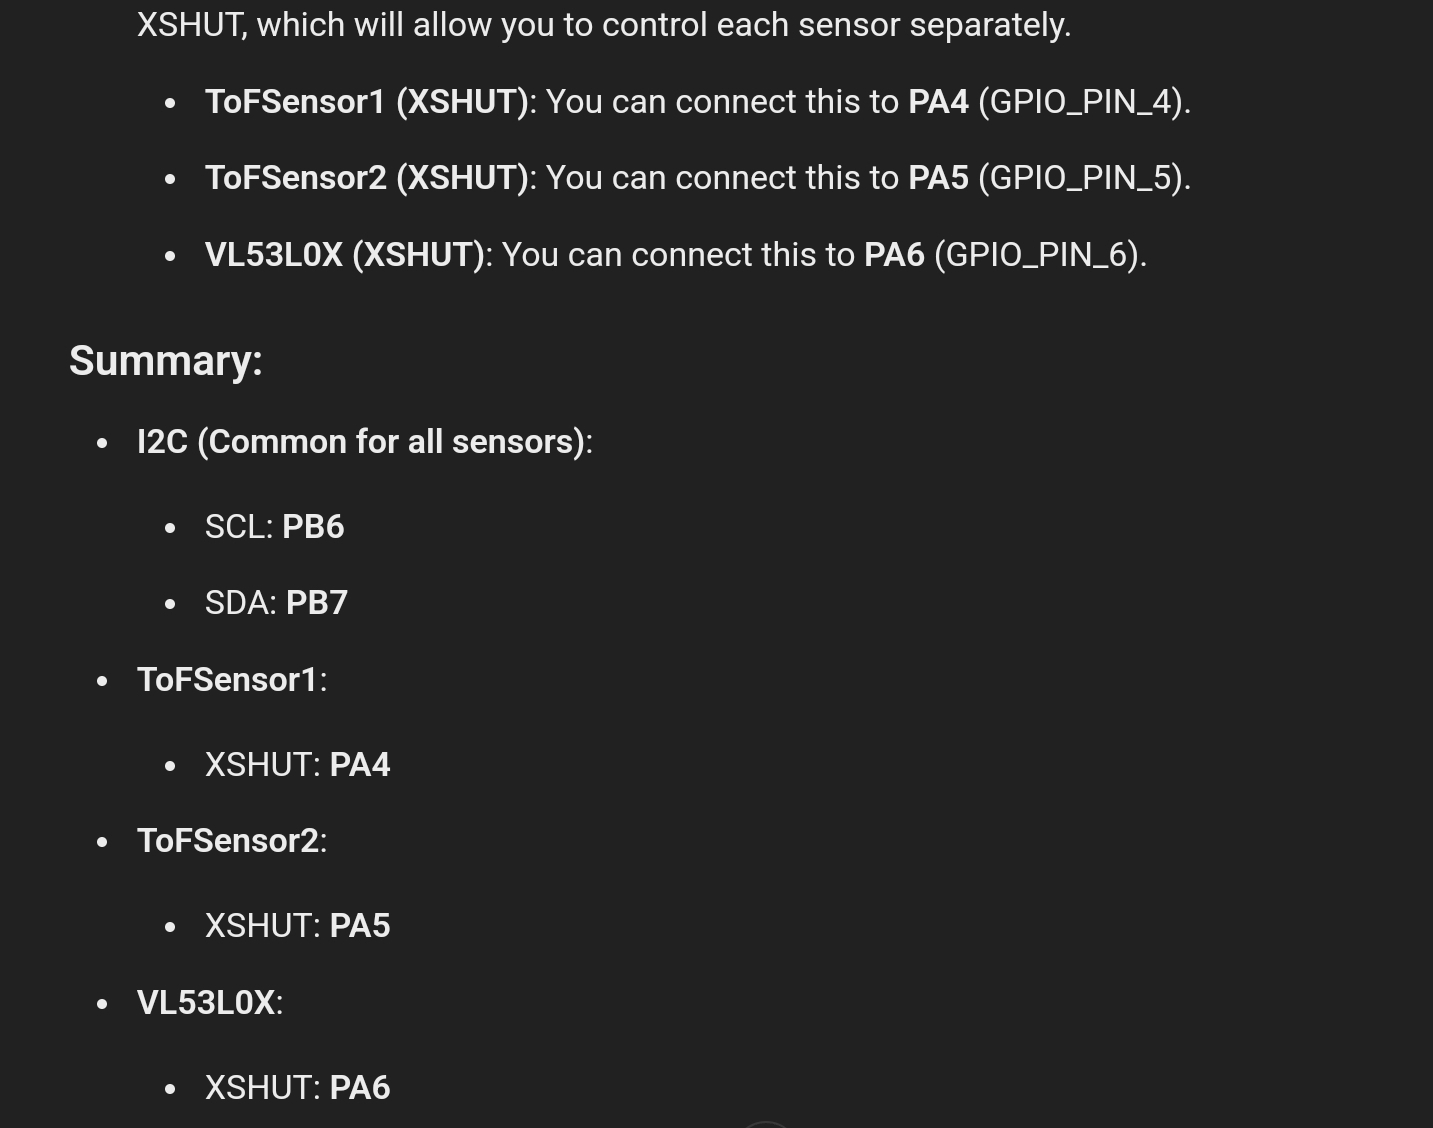 XSHUT, which will allow you to control each sensor separately.
• ToFSensor1 (XSHUT): You can connect this to PA4 (GPIO_PIN_4).
• ToFSensor2 (XSHUT): You can connect this to PA5 (GPIO_PIN_5).
• VL53L0X (XSHUT): You can connect this to PA6 (GPIO_PIN_6).
Summary:
• I2C (Common for all sensors):
• SCL: PB6
• SDA: PB7
• ToFSensor1:
• XSHUT: PA4
• ToFSensor2:
• XSHUT: PA5
• VL53L0X:
• XSHUT: PA6